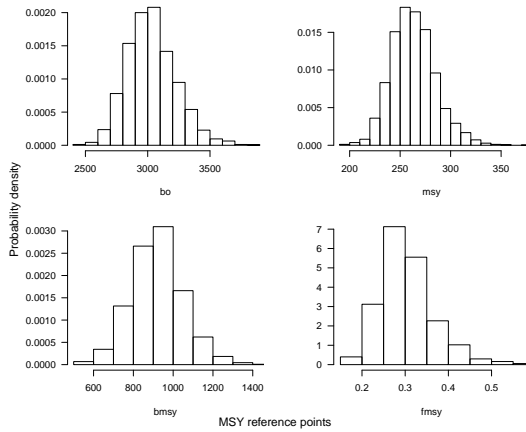 0.0020
0.0015
0.0010
0.0005
0.0000
2500 3000 3500
bo
0.015
0.010
0.005
0.000
200 250 300 350
msy
Probability density
0.0030
0.0025
0.0020
0.0015
0.0010
0.0005
0.0000
600 800 1000 1200 1400
bmsy
7
6
5
4
3
2
1
0
0.2 0.3 0.4 0.5
fmsy
MSY reference points